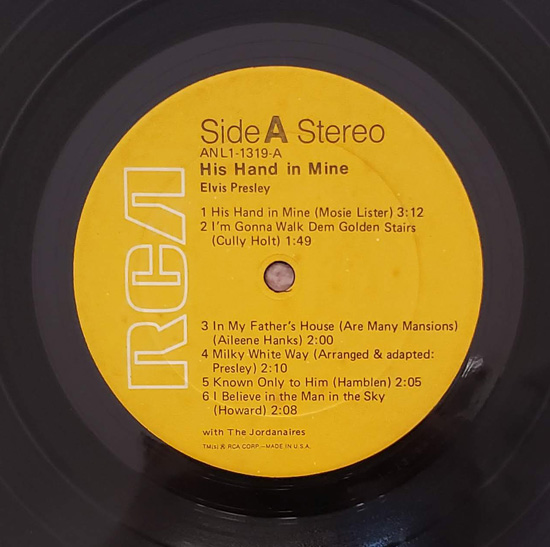 Side A Stereo
ANL1-1319-A
His Hand in Mine
Elvis Presley
1 His Hand in Mine (Mosie Lister) 3:12
2 I'm Gonna Walk Dem Golden Stairs
(Cully Holt) 1:49
RCA
3 In My Father's House (Are Many Mansions)
(Aileene Hanks) 2:00
4 Milky White Way (Arranged & adapted:
Presley) 2:10
5 Known Only to Him (Hamblen) 2:05
6 I Believe in the Man in the Sky
(Howard) 2:08
with The Jordanaires
TM(s) ® RCA CORP.—MADE IN U.S.A.